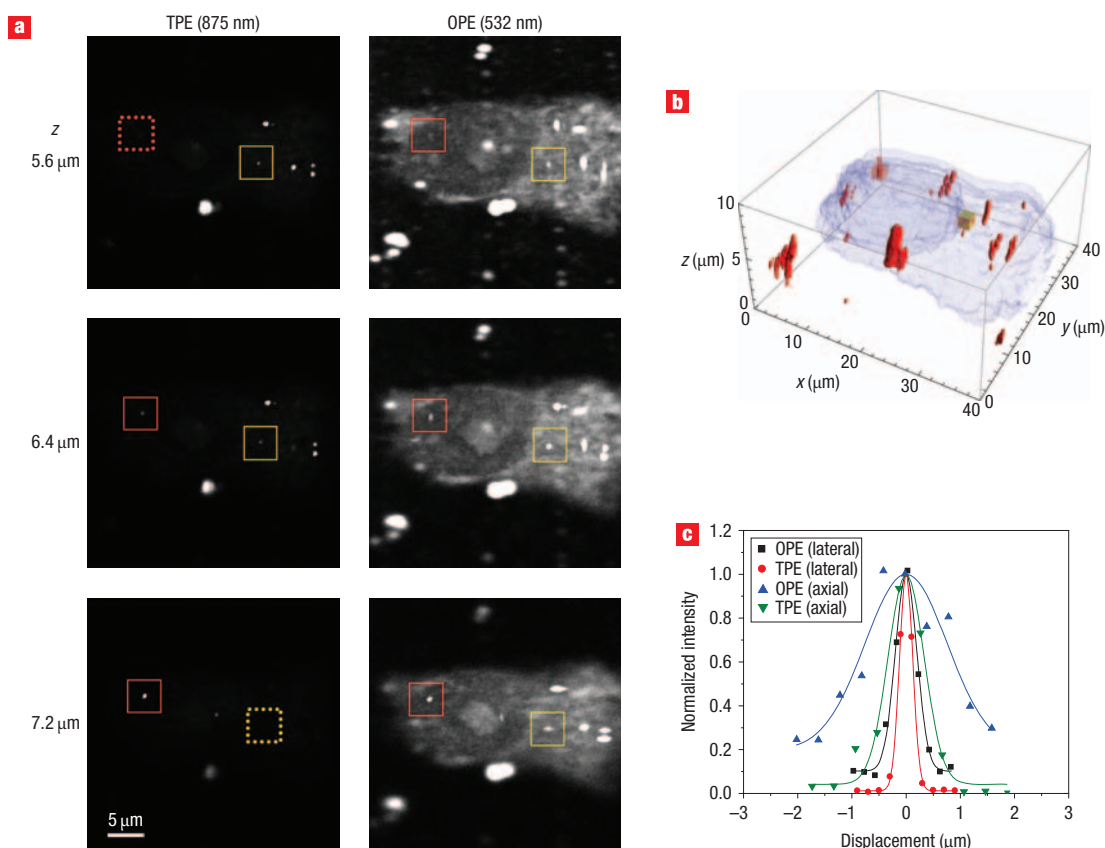 a
TPE (875 nm)
OPE (532 nm)
z
5.6 μm
6.4 μm
7.2 μm
5 μm
b
10
z (μm)
5
0
0
10
20
x (μm)
30
40
0
10
20
y (μm)
30
40
c
1.2
1.0
0.8
0.6
0.4
0.2
0.0
Normalized intensity
OPE (lateral)
TPE (lateral)
OPE (axial)
TPE (axial)
–3
–2
–1
0
1
2
3
Displacement (μm)